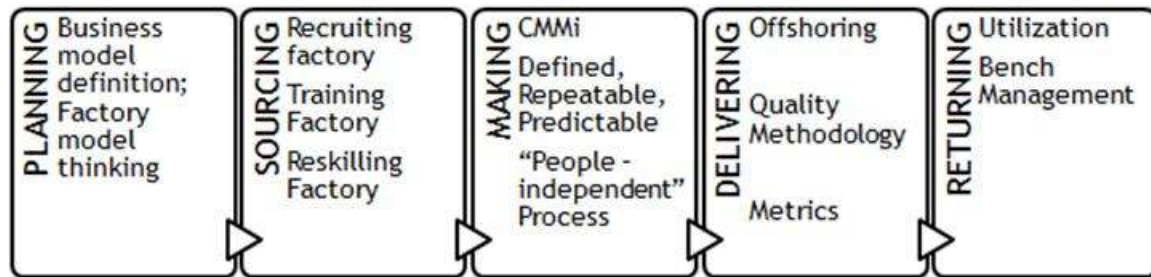 PLANNING
Business
model
definition;
Factory
model
thinking
SOURCING
Recruiting
factory
Training
Factory
Reskilling
Factory
MAKING
CMMi
Defined,
Repeatable,
Predictable
“People -
independent”
Process
DELIVERING
Offshoring
Quality
Methodology
Metrics
RETURNING
Utilization
Bench
Management